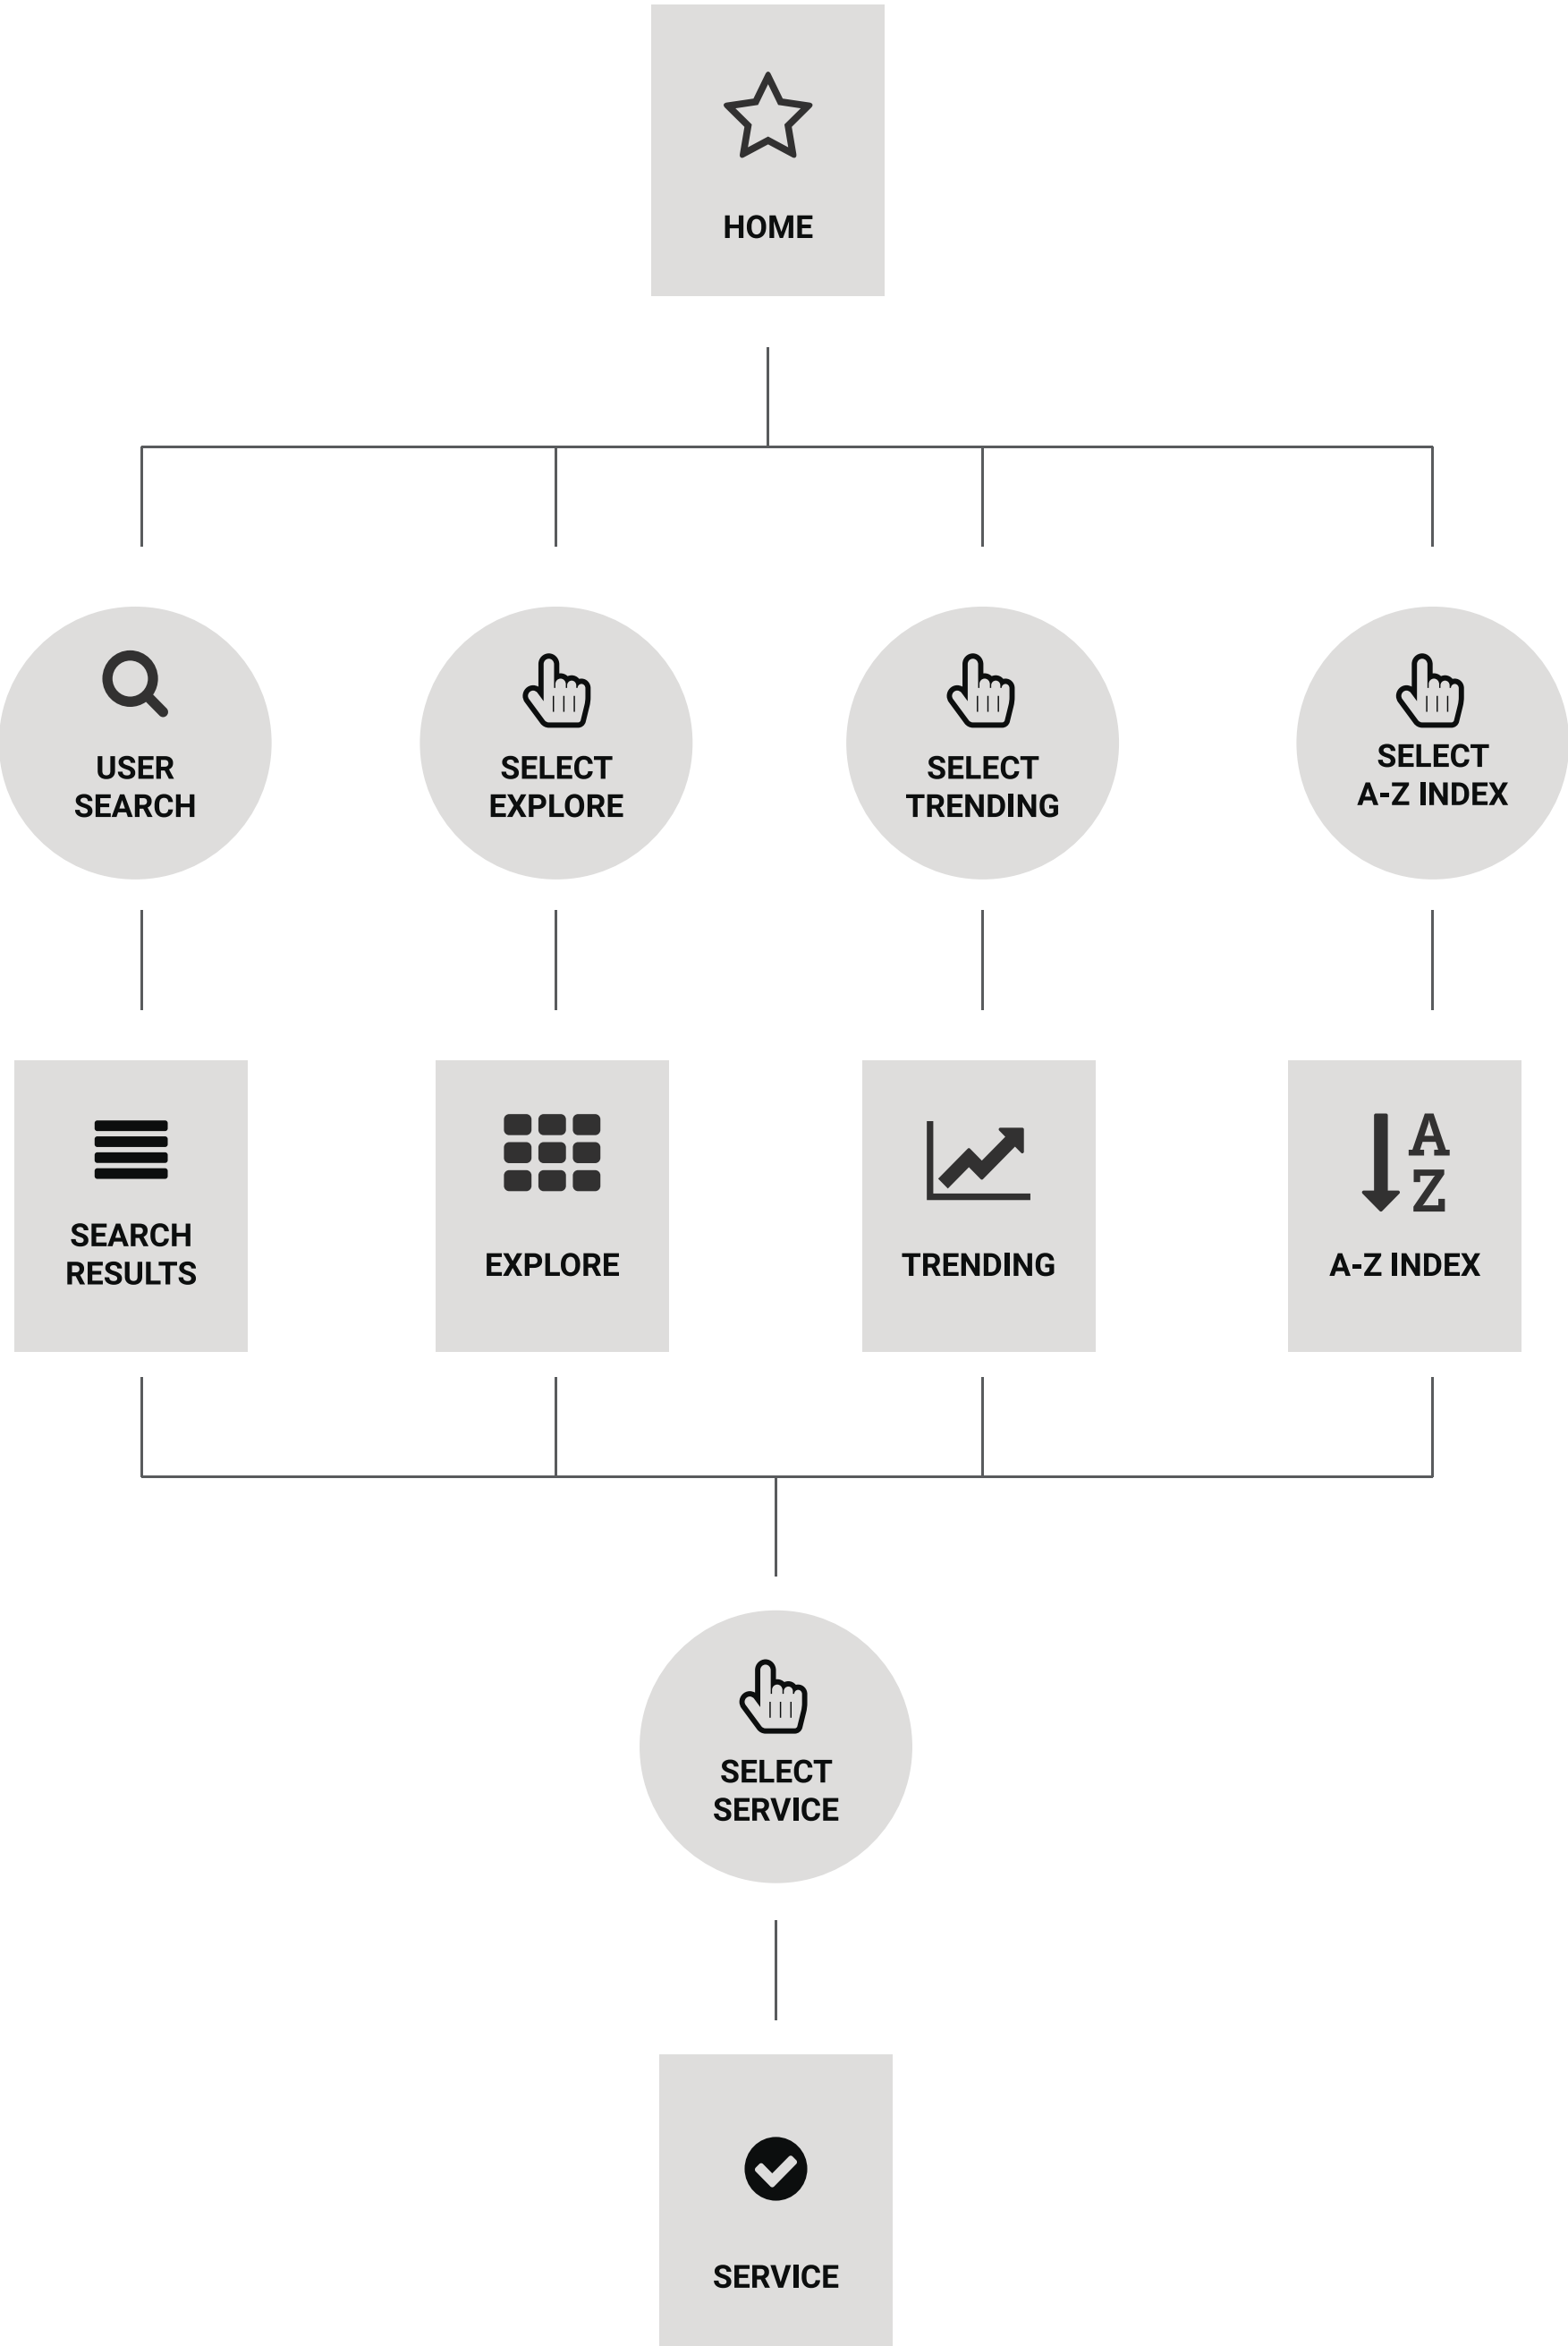 HOME
USER
SEARCH
SELECT
EXPLORE
SELECT
TRENDING
SELECT
A-Z INDEX
SEARCH
RESULTS
EXPLORE
TRENDING
A
Z
A-Z INDEX
SELECT
SERVICE
SERVICE